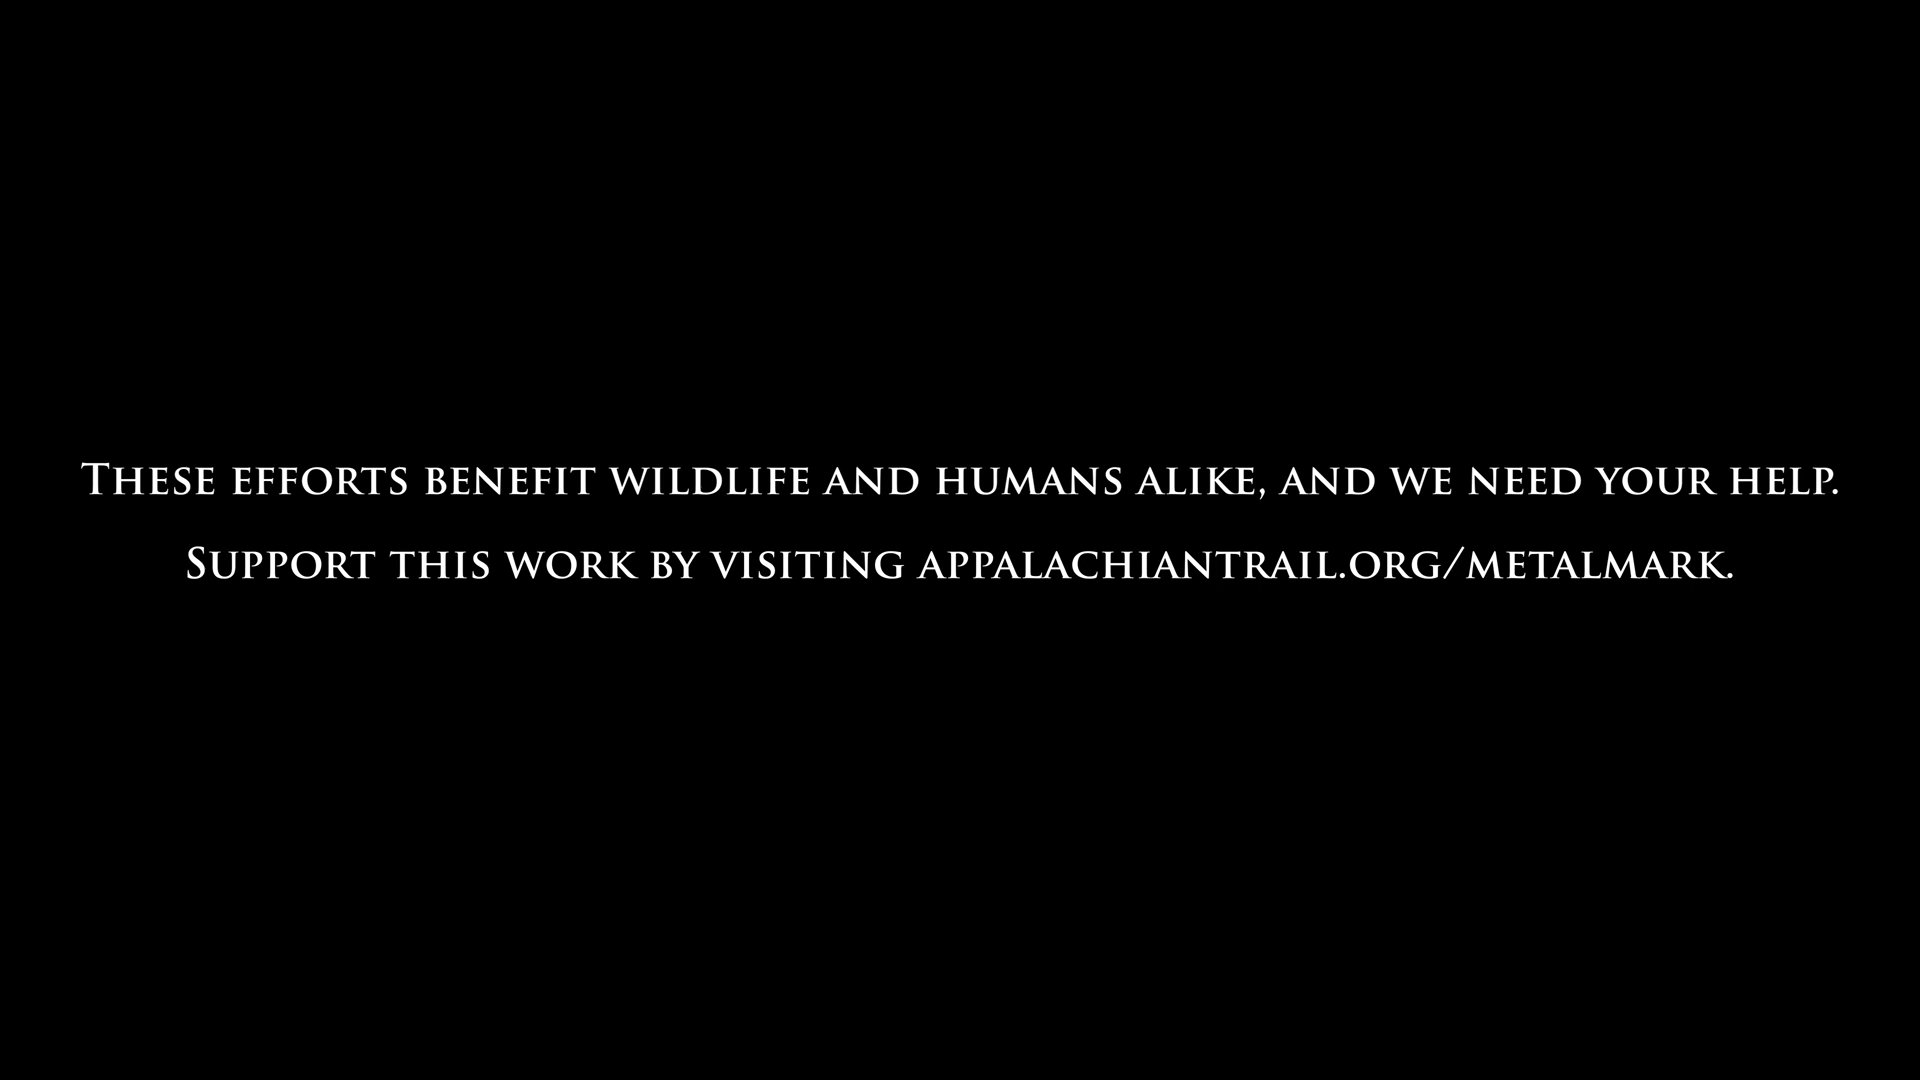 These efforts benefit wildlife and humans alike, and we need your help.
Support this work by visiting appalachiantrail.org/metalmark.